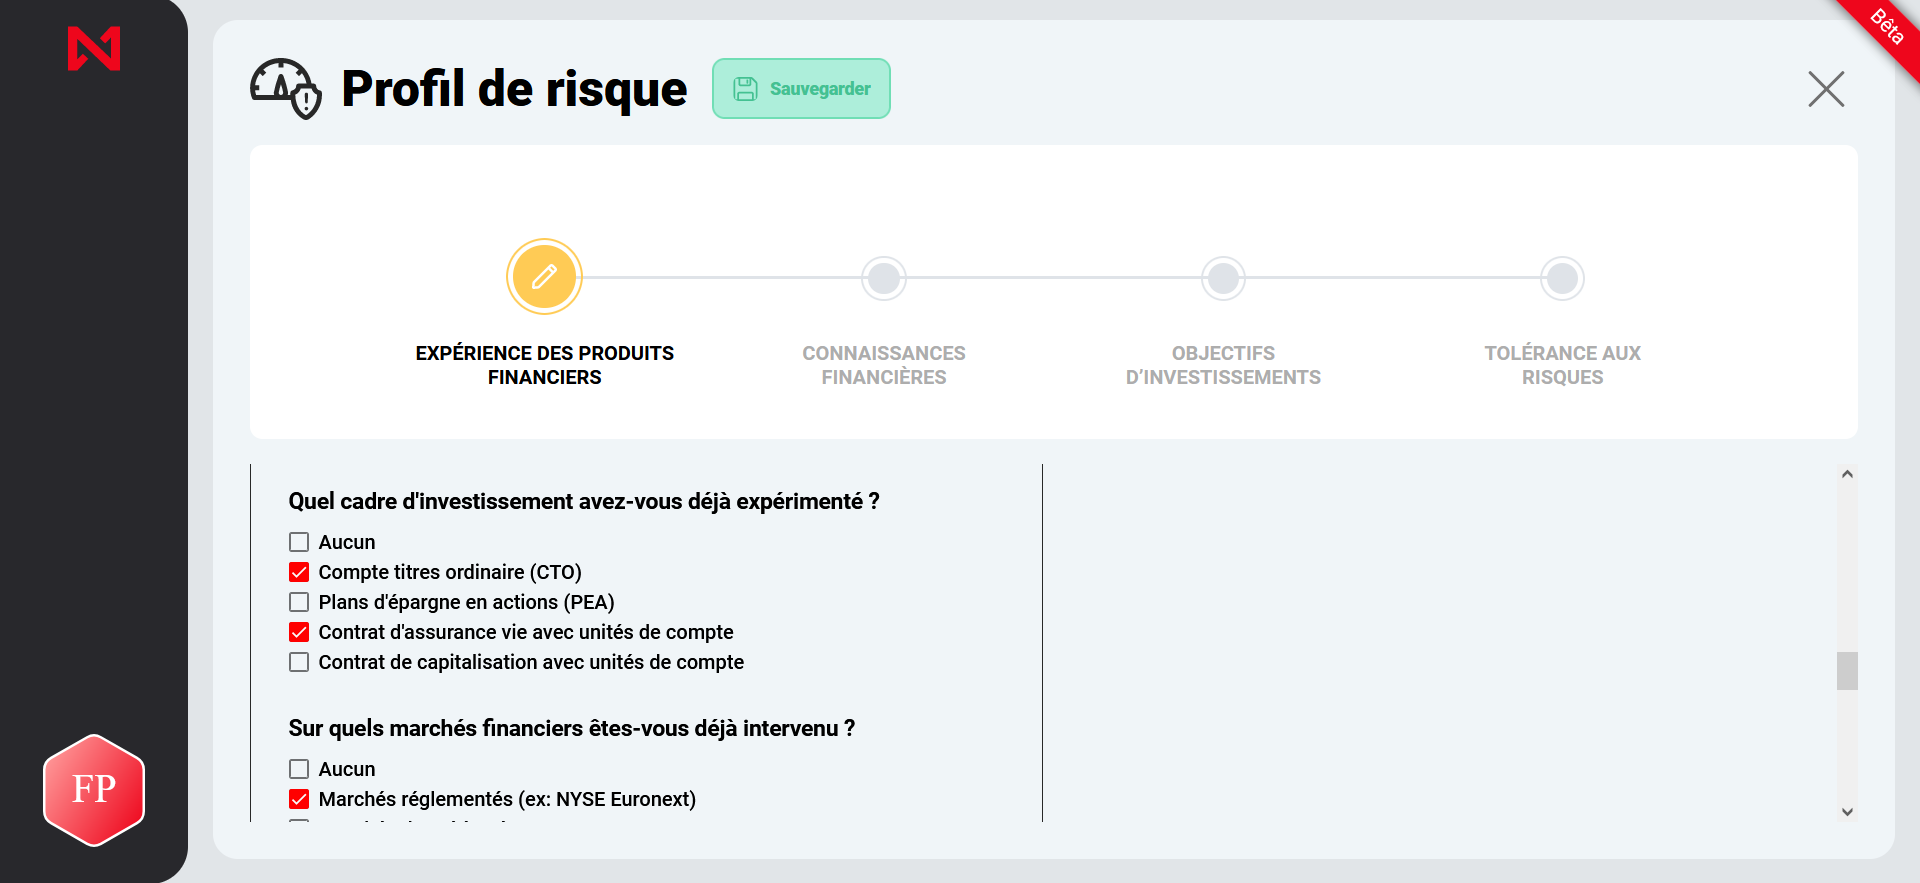 Bêta
Profil de risque
Sauvegarder
EXPÉRIENCE DES PRODUITS
FINANCIERS
CONNAISSANCES
FINANCIÈRES
OBJECTIFS
D’INVESTISSEMENTS
TOLÉRANCE AUX
RISQUES
Quel cadre d'investissement avez-vous déjà expérimenté ?
Aucun
Compte titres ordinaire (CTO)
Plans d'épargne en actions (PEA)
Contrat d'assurance vie avec unités de compte
Contrat de capitalisation avec unités de compte
Sur quels marchés financiers êtes-vous déjà intervenu ?
Aucun
Marchés réglementés (ex: NYSE Euronext)
FP